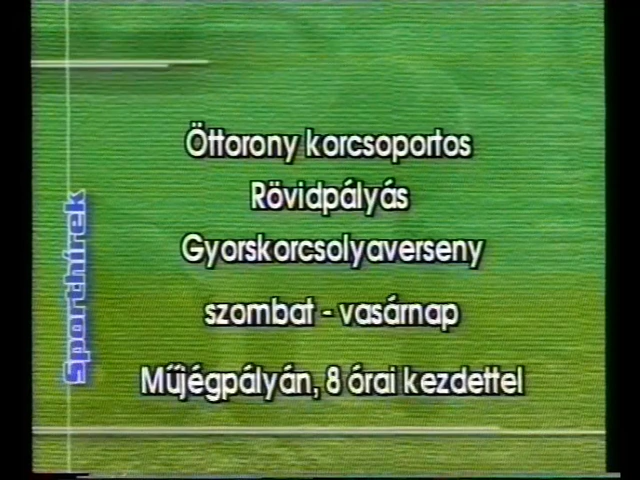 Öttorony korcsoportos
Rövidpályás
Gyorskorcsolyaverseny
szombat - vasárnap
Műjégpályán, 8 órai kezdettel
Sporthírek